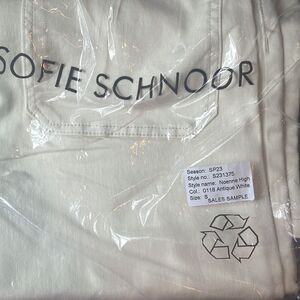 SOFIE SCHNOOR
Season: SP23
Style no.: S231375
Style name: Noenne High
Col.: 0118 Antique White
Size: S
SALES SAMPLE